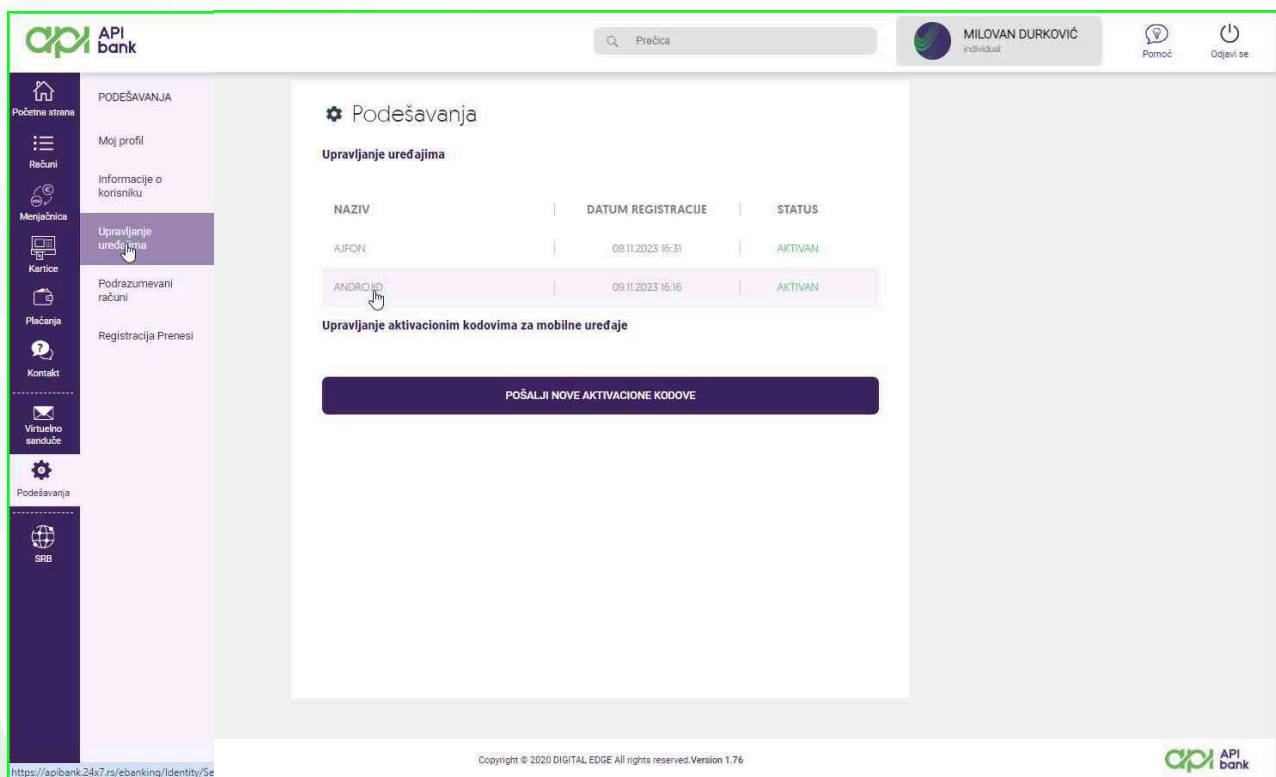 api API bank
Prečica
MILOVAN DURKOVIĆ
individual
Pomoć
Odjavi se
Početna strana
Računi
Menjačnica
Kartice
Plaćanja
Kontakt
Virtuelno
sanduče
Podešavanja
SRB
PODEŠAVANJA
Moj profil
Informacije o
korisniku
Upravljanje
uređajima
Podrazumevani
računi
Registracija Prenesi
Podešavanja
Upravljanje uređajima
NAZIV DATUM REGISTRACIJE STATUS
AJFON 08.11.2023 16:31 AKTIVAN
ANDROJID 09.11.2023 16:16 AKTIVAN
Upravljanje aktivacionim kodovima za mobilne uređaje
POŠALJI NOVE AKTIVACIONE KODOVE
Copyright © 2020 DIGITAL EDGE All rights reserved.Version 1.76
api API bank
https://apibank.24x7.rs/ebanking/Identity/Se